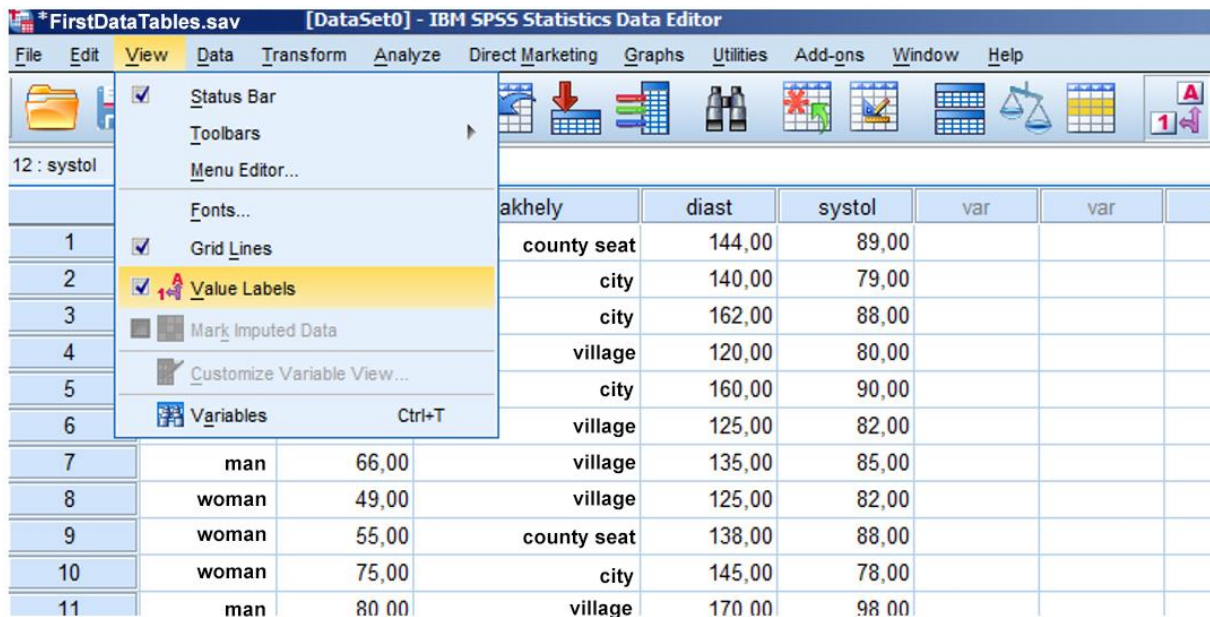 *FirstDataTables.sav [DataSet0] - IBM SPSS Statistics Data Editor
File Edit View Data Transform Analyze Direct Marketing Graphs Utilities Add-ons Window Help
A
1
Status Bar
Toolbars
12 : systol
Menu Editor...
Fonts...
akhely diast systol var var
1 Grid Lines county seat 144,00 89,00
2 1 A Value Labels city 140,00 79,00
3 Mark Imputed Data city 162,00 88,00
4 Customize Variable View... village 120,00 80,00
5 Variables Ctrl+T city 160,00 90,00
6 village 125,00 82,00
7 man 66,00 village 135,00 85,00
8 woman 49,00 village 125,00 82,00
9 woman 55,00 county seat 138,00 88,00
10 woman 75,00 city 145,00 78,00
11 man 80 00 village 170 00 98 00